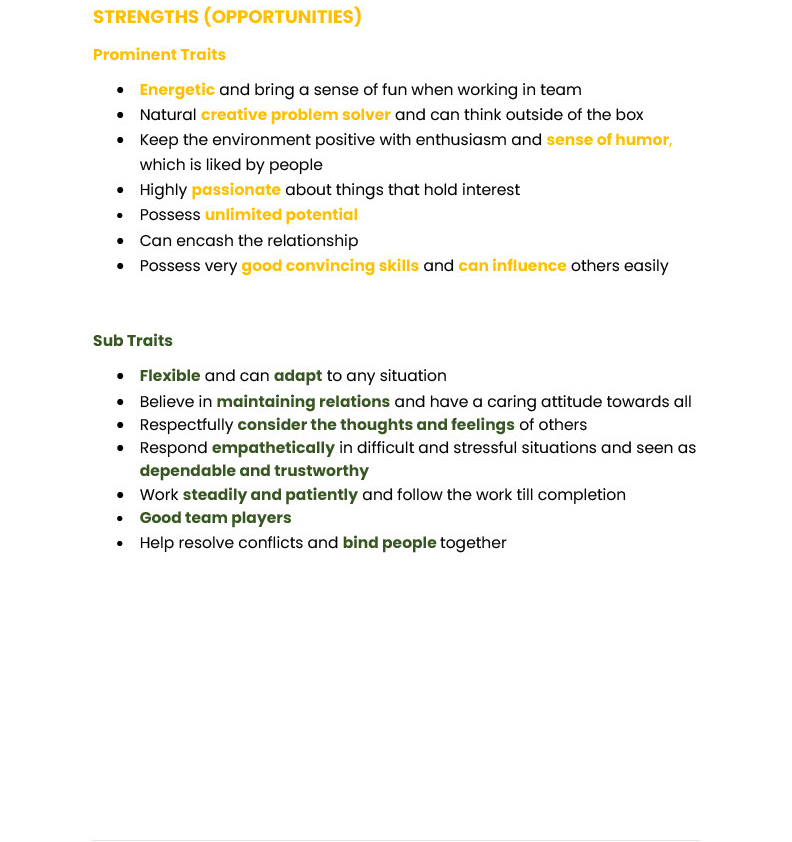 STRENGTHS (OPPORTUNITIES)
Prominent Traits
• Energetic and bring a sense of fun when working in team
• Natural creative problem solver and can think outside of the box
• Keep the environment positive with enthusiasm and sense of humor,
which is liked by people
• Highly passionate about things that hold interest
• Possess unlimited potential
• Can encash the relationship
• Possess very good convincing skills and can influence others easily
Sub Traits
• Flexible and can adapt to any situation
• Believe in maintaining relations and have a caring attitude towards all
• Respectfully consider the thoughts and feelings of others
• Respond empathetically in difficult and stressful situations and seen as
dependable and trustworthy
• Work steadily and patiently and follow the work till completion
• Good team players
• Help resolve conflicts and bind people together